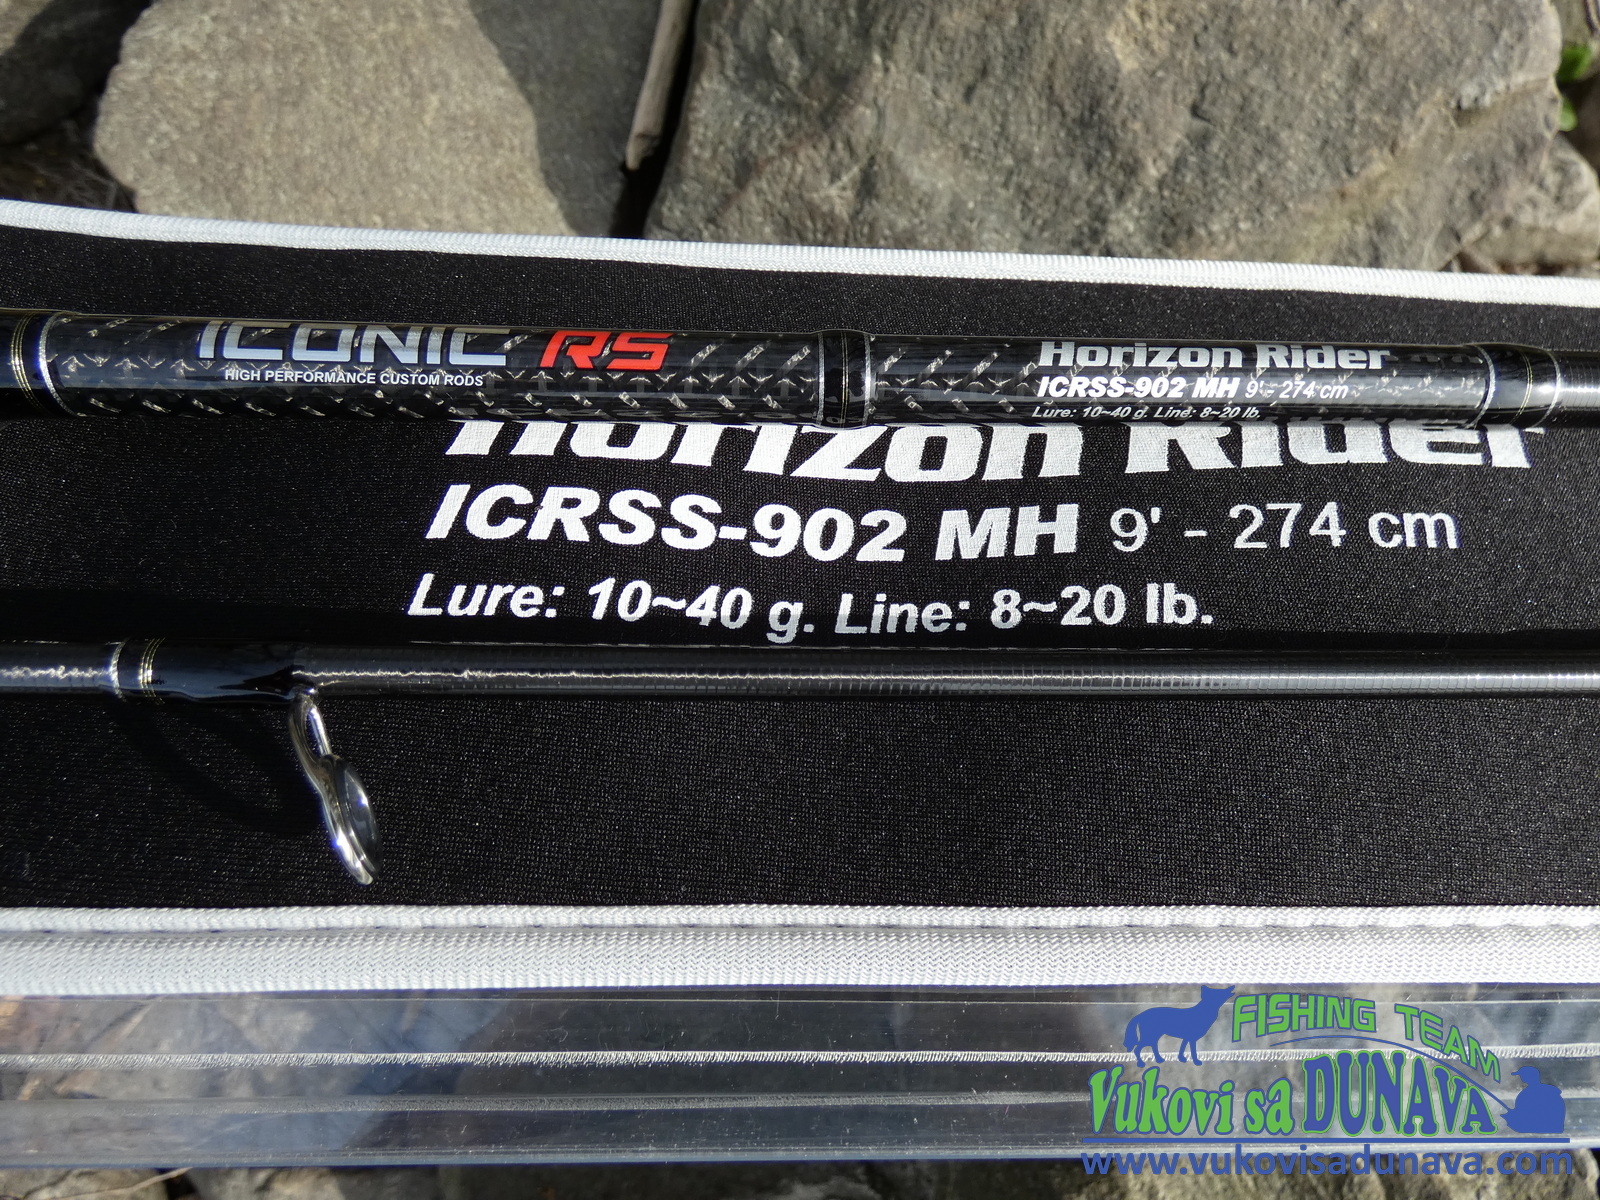 ICONIC RS
HIGH PERFORMANCE CUSTOM RODS
Horizon Rider
ICRSS-902 MH 9' - 274 cm
Lure: 10~40 g. Line: 8~20 lb.
Horizon Rider
ICRSS-902 MH 9' - 274 cm
Lure: 10~40 g. Line: 8~20 lb.
FISHING TEAM
Vukovi sa DUNAVA
www.vukovisadunava.com